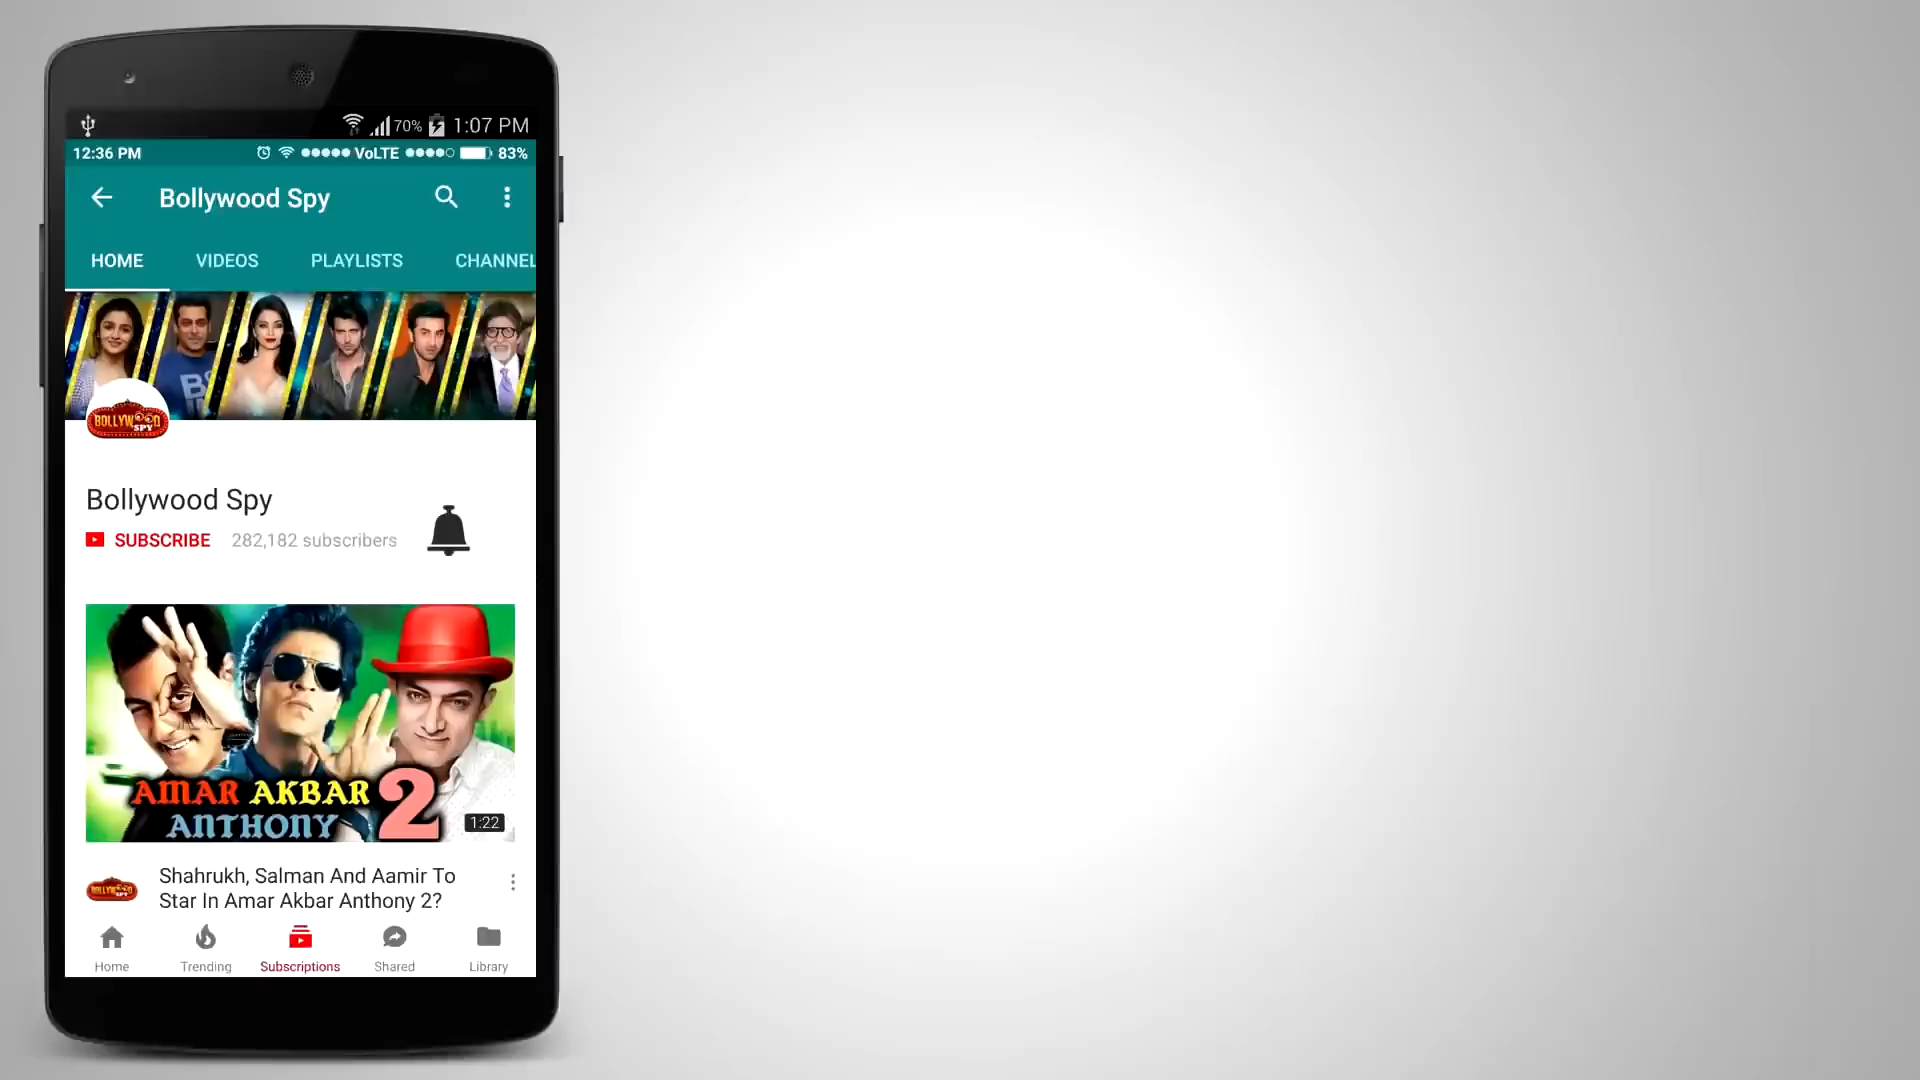 70% 1:07 PM
12:36 PM VoLTE 83%
Bollywood Spy
HOME VIDEOS PLAYLISTS CHANNEL
BOLLYWOOD
SPY
Bollywood Spy
SUBSCRIBE 282,182 subscribers
AMAR AKBAR 2
ANTHONY
1:22
BOLLYWOOD
SPY
Shahrukh, Salman And Aamir To
Star In Amar Akbar Anthony 2?
Home Trending Subscriptions Shared Library